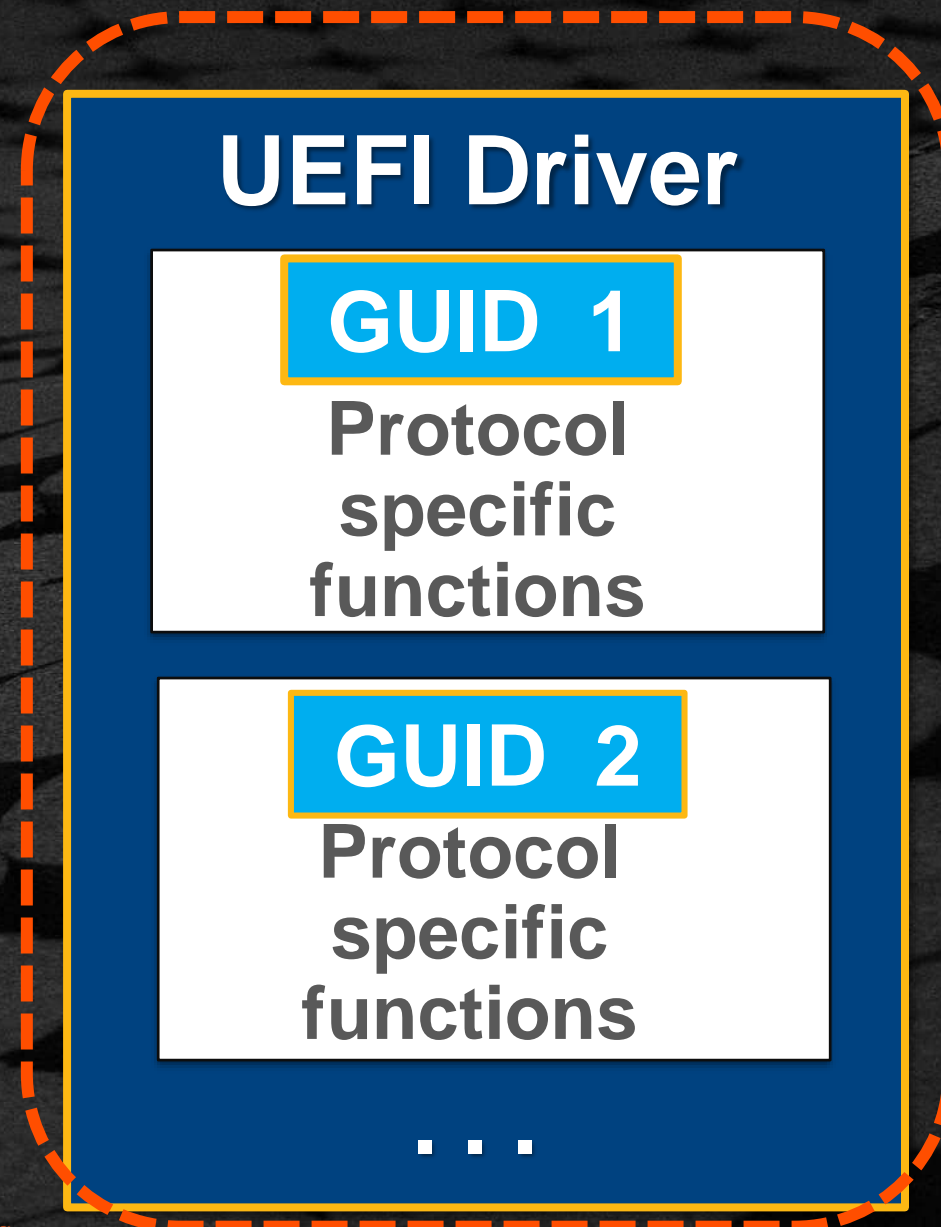 UEFI Driver
GUID 1
Protocol
specific
functions
GUID 2
Protocol
specific
functions
. . .